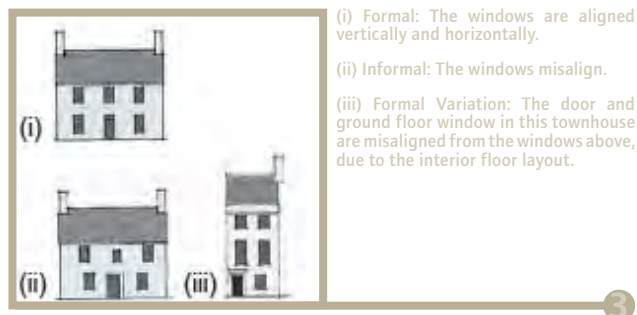 (i) Formal: The windows are aligned
vertically and horizontally.
(ii) Informal: The windows misalign.
(iii) Formal Variation: The door and
ground floor window in this townhouse
are misaligned from the windows above,
due to the interior floor layout.
(i)
(ii)
(iii)
3